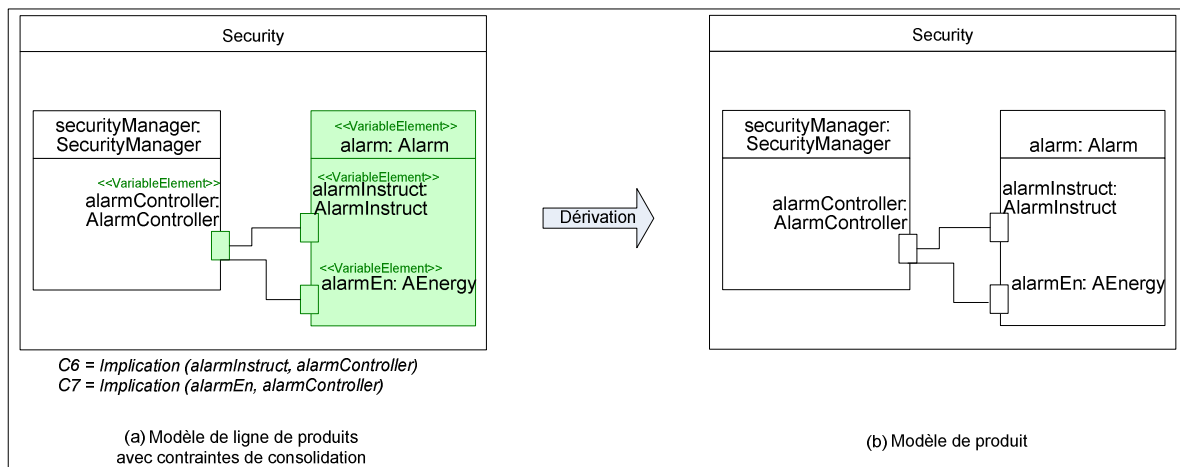 Security
securityManager:
SecurityManager
<<VariableElement>>
alarmController:
AlarmController
<<VariableElement>>
alarm: Alarm
<<VariableElement>>
alarmInstruct:
AlarmInstruct
<<VariableElement>>
alarmEn: AEnergy
C6 = Implication (alarmInstruct, alarmController)
C7 = Implication (alarmEn, alarmController)
(a) Modèle de ligne de produits
avec contraintes de consolidation
Dérivation
Security
securityManager:
SecurityManager
alarmController:
AlarmController
alarm: Alarm
alarmInstruct:
AlarmInstruct
alarmEn: AEnergy
(b) Modèle de produit